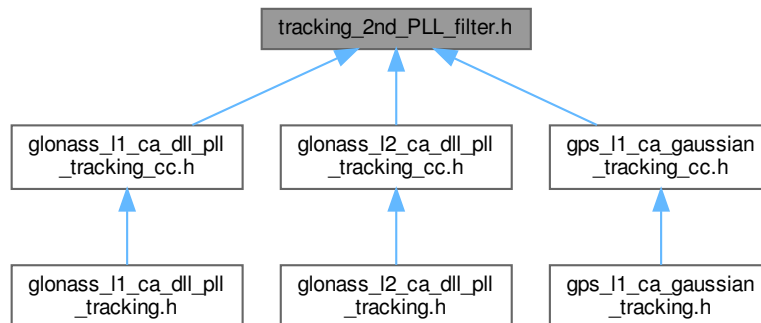 tracking_2nd_PLL_filter.h
glonass_l1_ca_dll_pll
_tracking_cc.h
glonass_l2_ca_dll_pll
_tracking_cc.h
gps_l1_ca_gaussian
_tracking_cc.h
glonass_l1_ca_dll_pll
_tracking.h
glonass_l2_ca_dll_pll
_tracking.h
gps_l1_ca_gaussian
_tracking.h